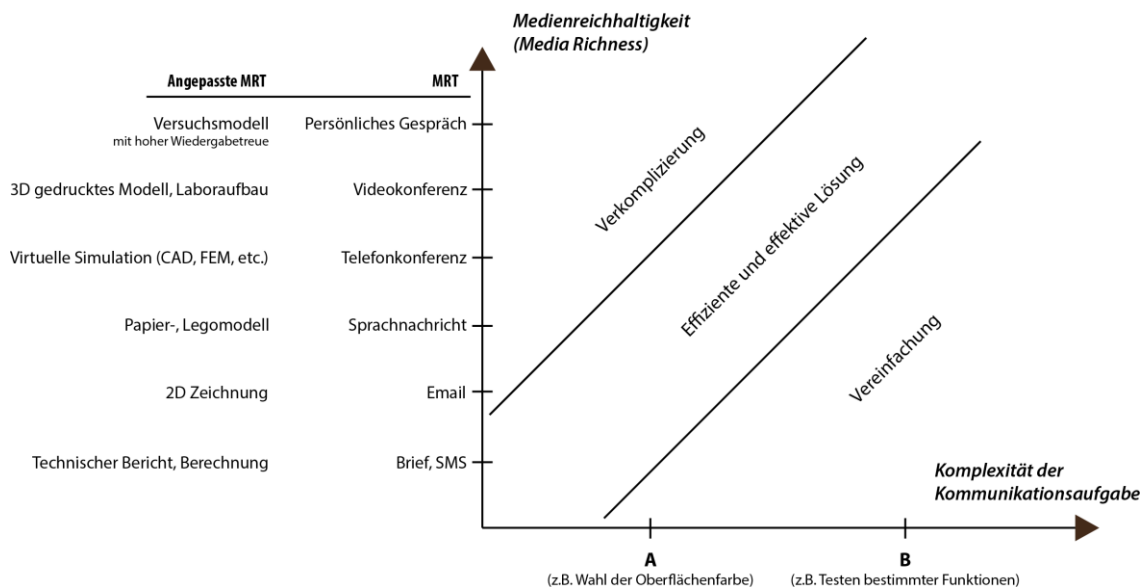 Medienreichhaltigkeit
(Media Richness)
Angepasste MRT
MRT
Versuchsmodell
mit hoher Wiedergabetreue
Persönliches Gespräch
3D gedrucktes Modell, Laboraufbau
Videokonferenz
Virtuelle Simulation (CAD, FEM, etc.)
Telefonkonferenz
Papier-, Legomodell
Sprachnachricht
2D Zeichnung
Email
Technischer Bericht, Berechnung
Brief, SMS
Verkomplizierung
Effiziente und effektive Lösung
Vereinfachung
Komplexität der
Kommunikationsaufgabe
A
(z.B. Wahl der Oberflächenfarbe)
B
(z.B. Testen bestimmter Funktionen)